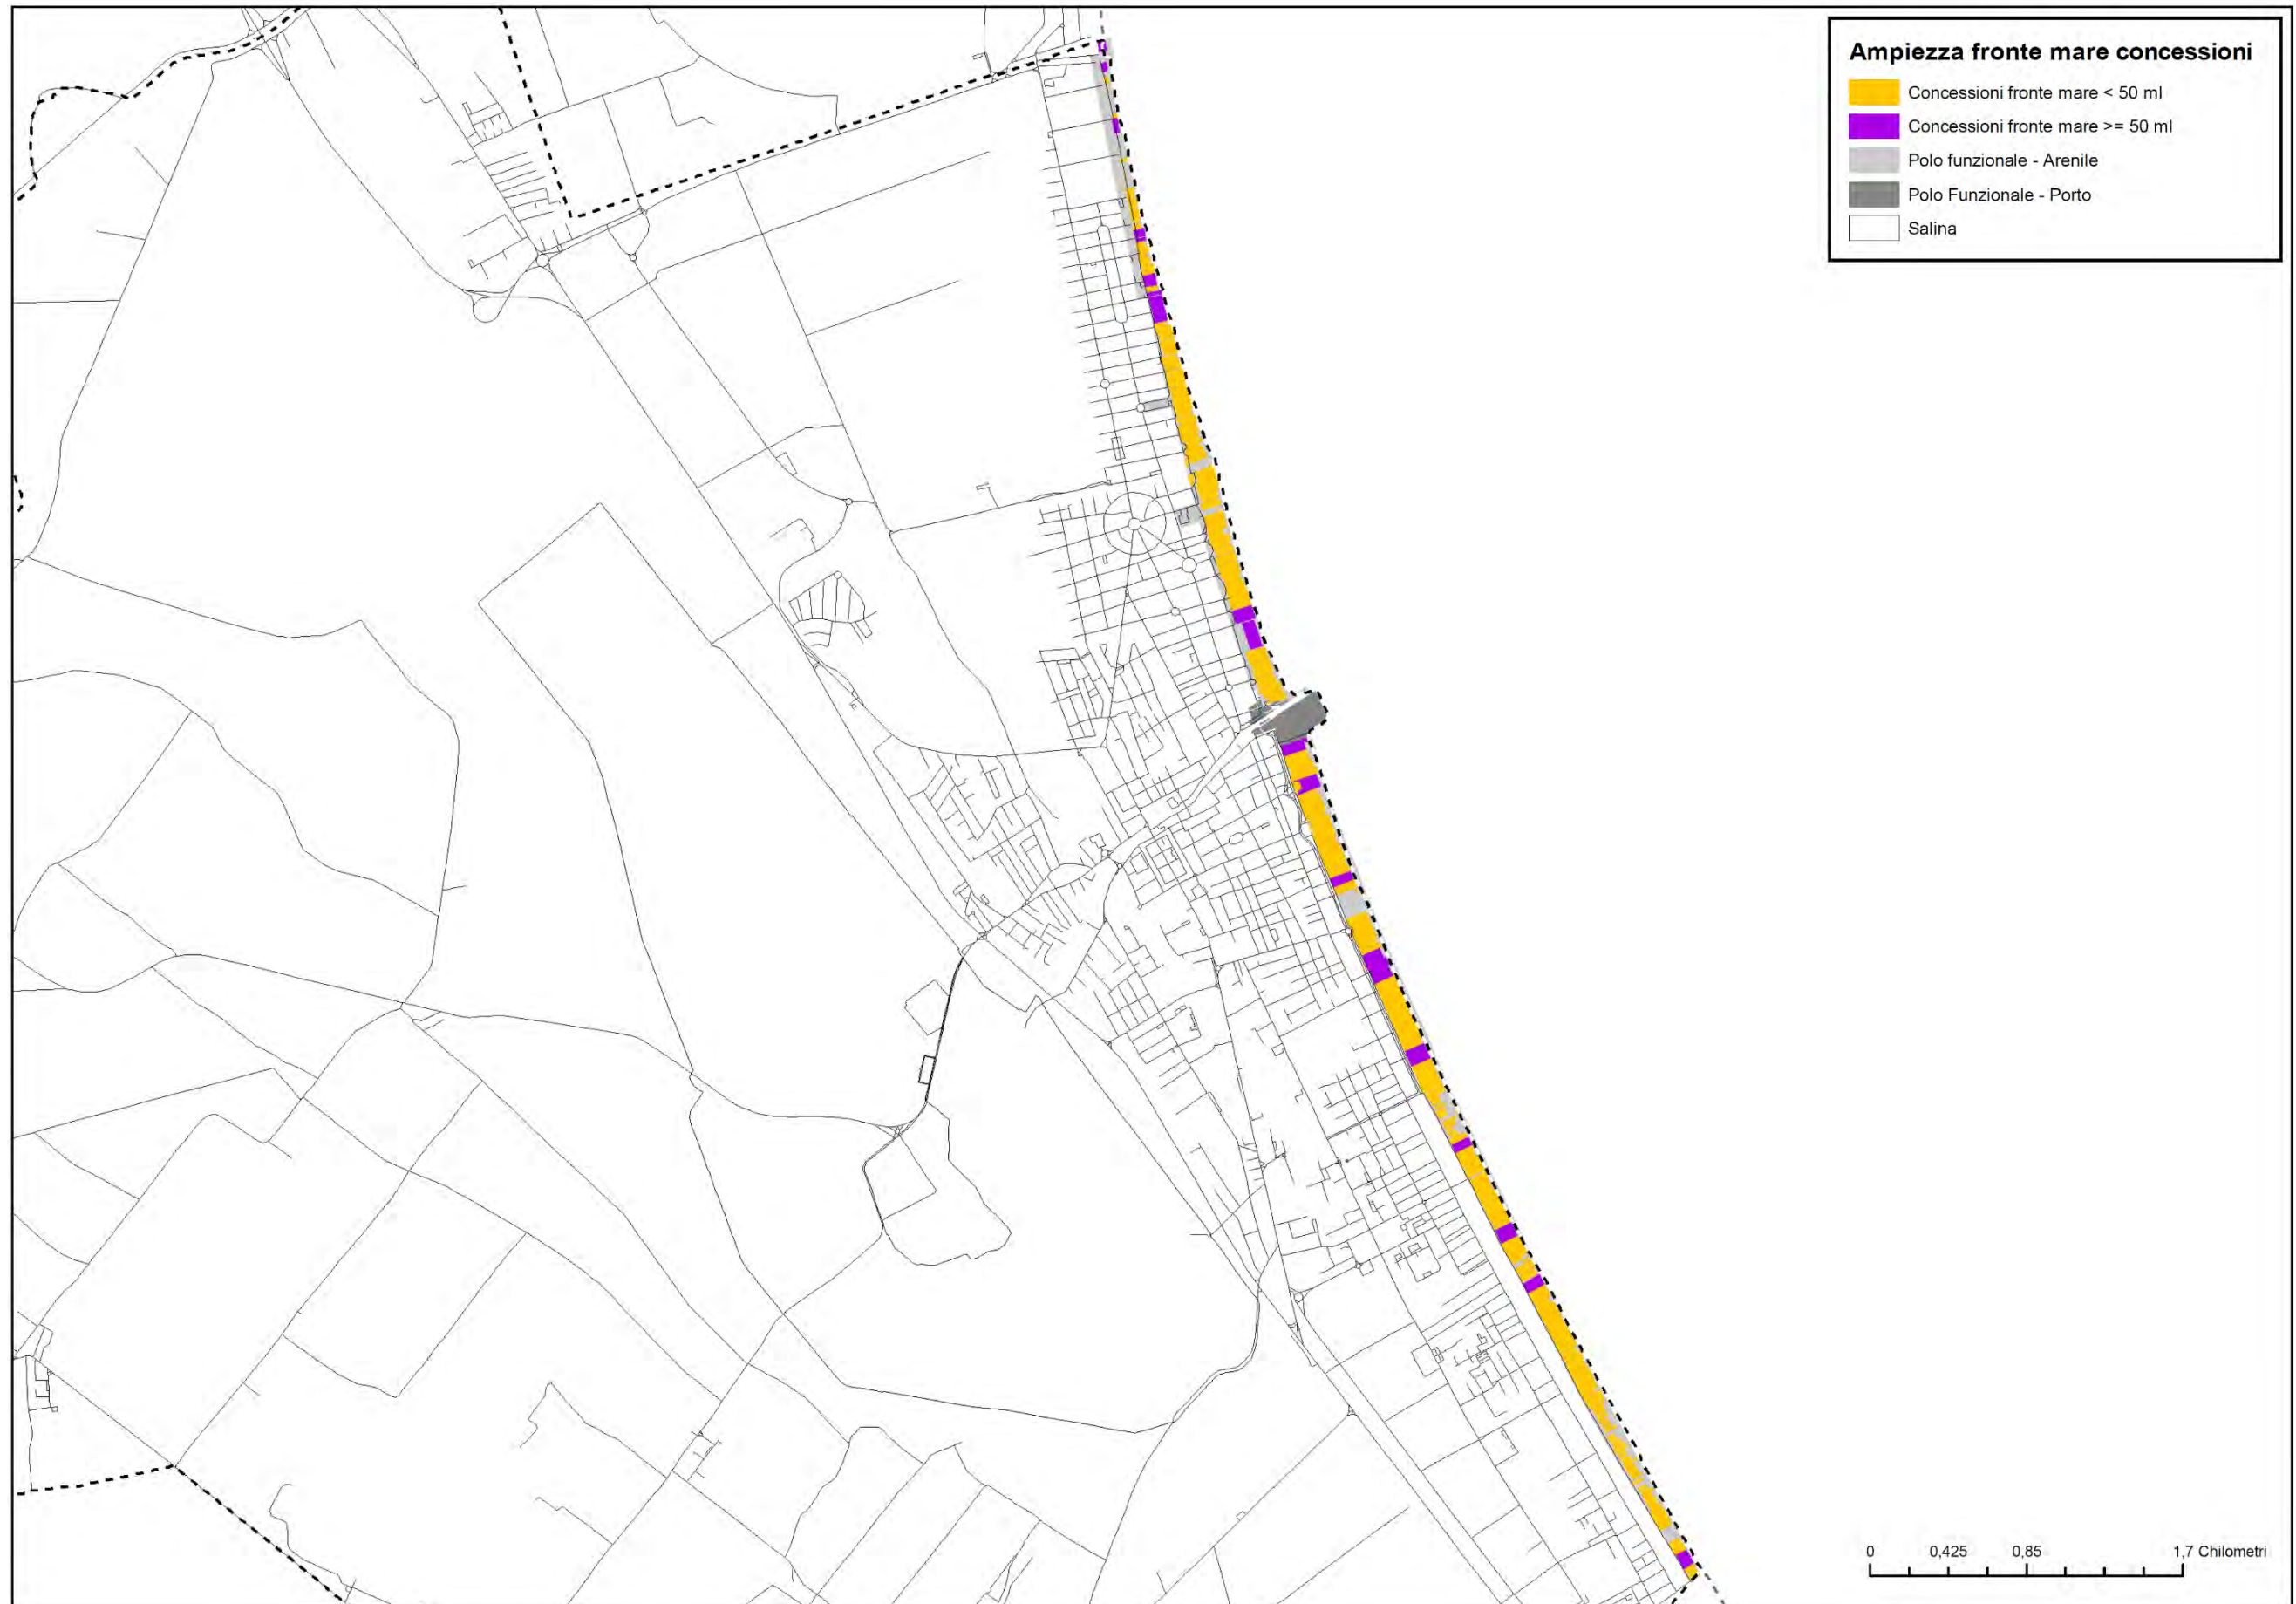 Ampiezza fronte mare concessioni
Concessioni fronte mare < 50 ml
Concessioni fronte mare >= 50 ml
Polo funzionale - Arenile
Polo Funzionale - Porto
Salina
0 0,425 0,85 1,7 Chilometri